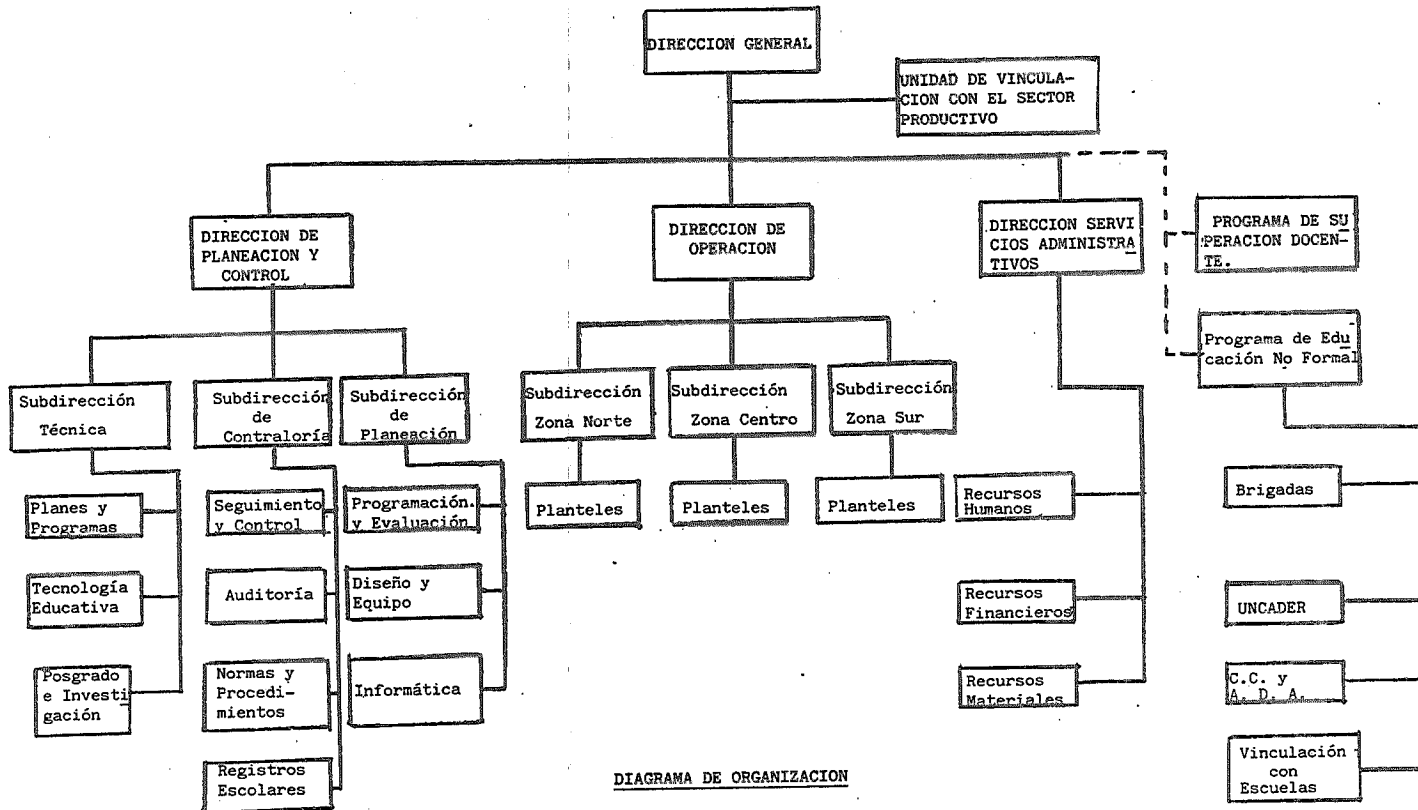 DIRECCION GENERAL
UNIDAD DE VINCULA-
CION CON EL SECTOR
PRODUCTIVO
DIRECCION DE
PLANEACION Y
CONTROL
DIRECCION DE
OPERACION
DIRECCION SERVI
CIOS ADMINISTRA
TIVOS
PROGRAMA DE SU
PERACION DOCEN-
TE.
Programa de Edu
cación No Formal
Subdirección
Técnica
Subdirección
de
Contraloría
Subdirección
de
Planeación
Subdirección
Zona Norte
Subdirección
Zona Centro
Subdirección
Zona Sur
Planes y
Programas
Tecnología
Educativa
Posgrado
e Investi
gación
Seguimiento
y Control
Auditoría
Normas y
Procedi-
mientos
Registros
Escolares
Programación.
y Evaluación
Diseño y
Equipo
Informática
Planteles
Planteles
Planteles
Recursos
Humanos
Recursos
Financieros
Recursos
Materiales
Brigadas
UNCADER
C.C. y
A. D. A.
Vinculación
con
Escuelas
DIAGRAMA DE ORGANIZACION